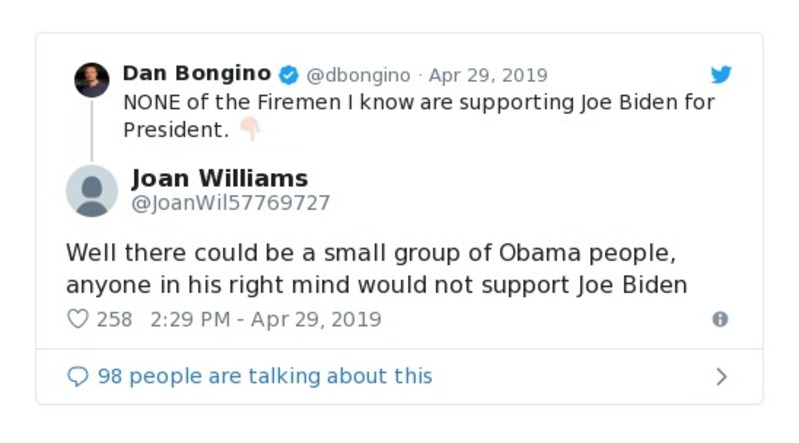 Dan Bongino @dbongino · Apr 29, 2019
NONE of the Firemen I know are supporting Joe Biden for
President. 👇🏻
Joan Williams
@JoanWil57769727
Well there could be a small group of Obama people,
anyone in his right mind would not support Joe Biden
258 2:29 PM - Apr 29, 2019
98 people are talking about this